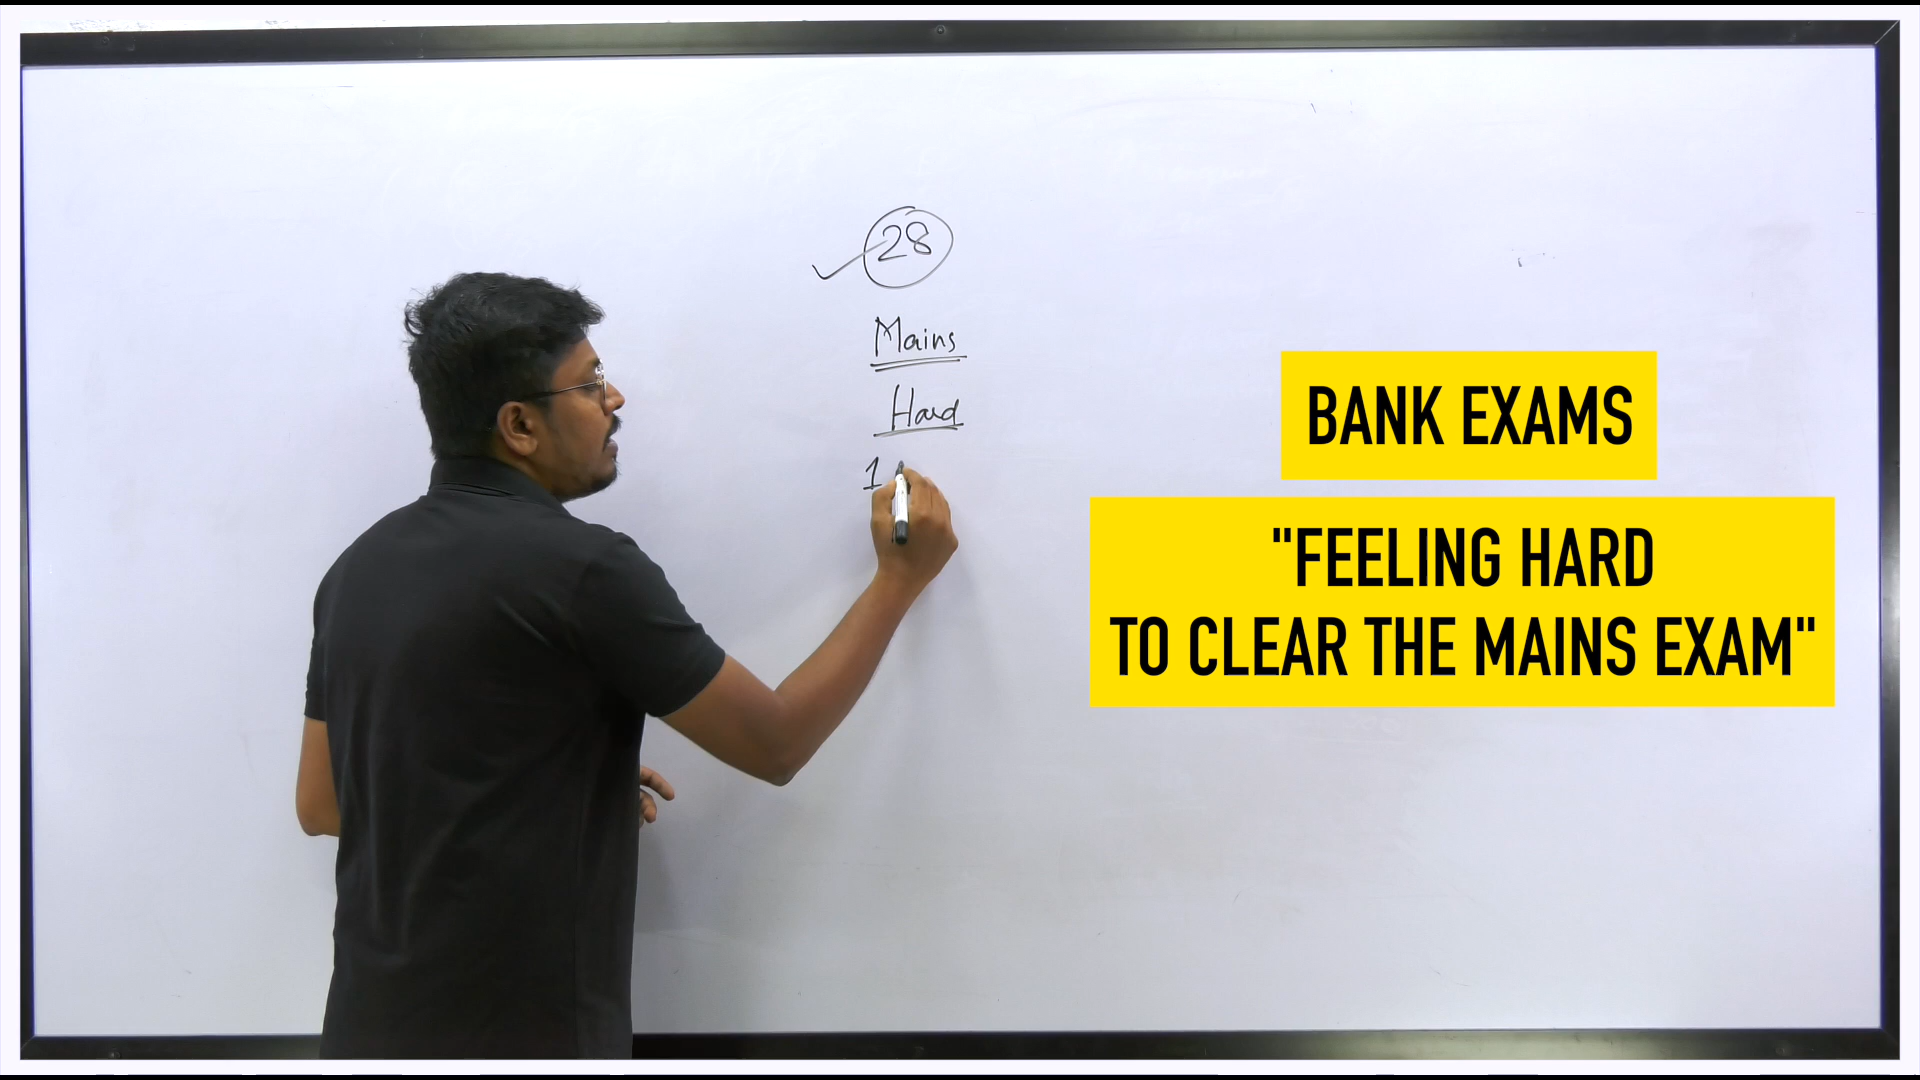 28
Mains
Hard
1
BANK EXAMS
"FEELING HARD
TO CLEAR THE MAINS EXAM"